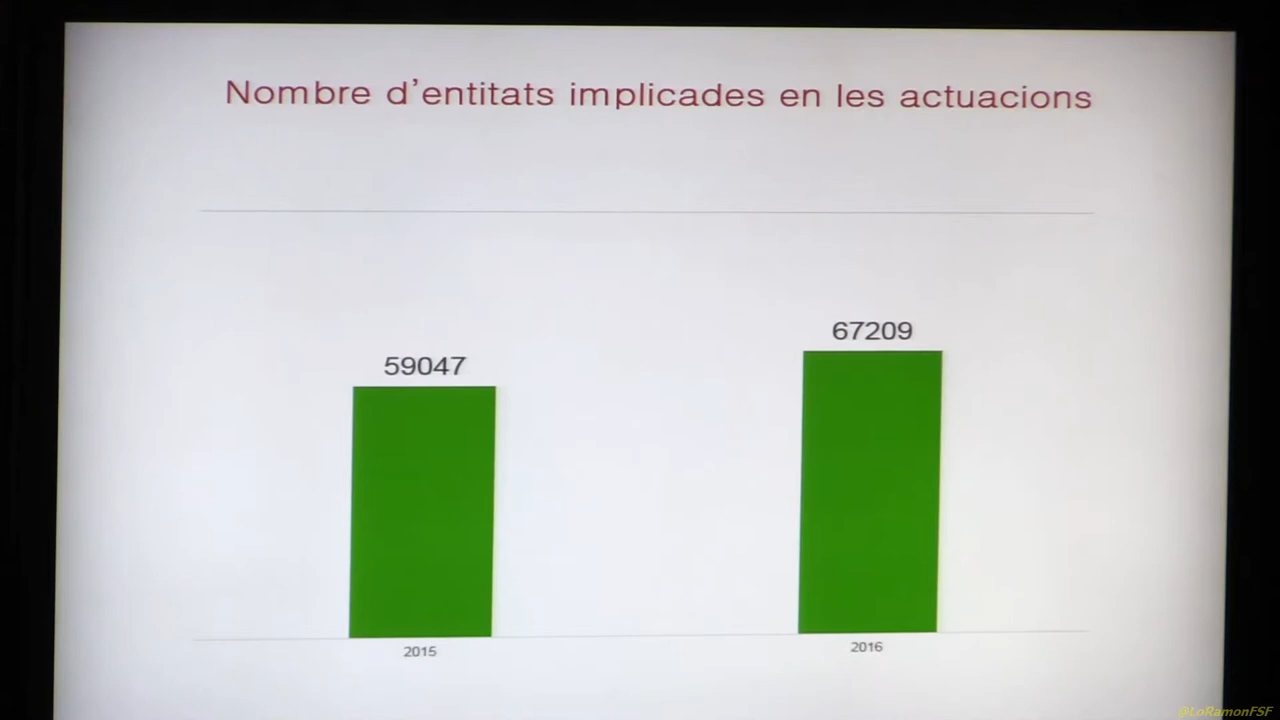 Nombre d'entitats implicades en les actuacions
59047
67209
2015
2016
@LoRamonFSF